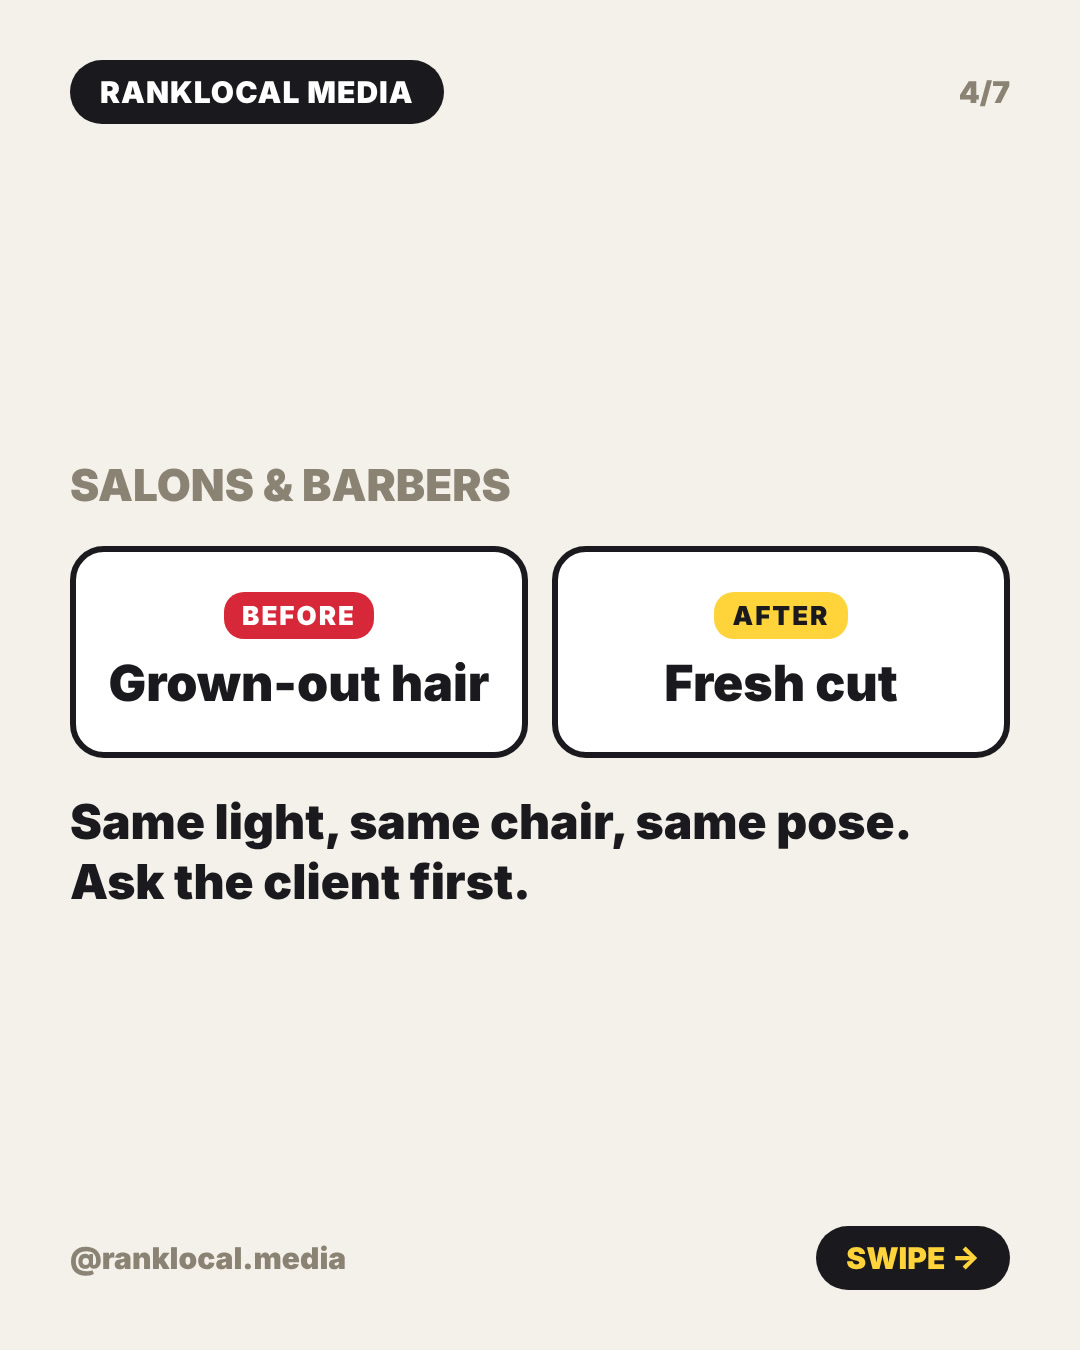 RANKLOCAL MEDIA
4/7
SALONS & BARBERS
BEFORE
Grown-out hair
AFTER
Fresh cut
Same light, same chair, same pose.
Ask the client first.
@ranklocal.media
SWIPE →